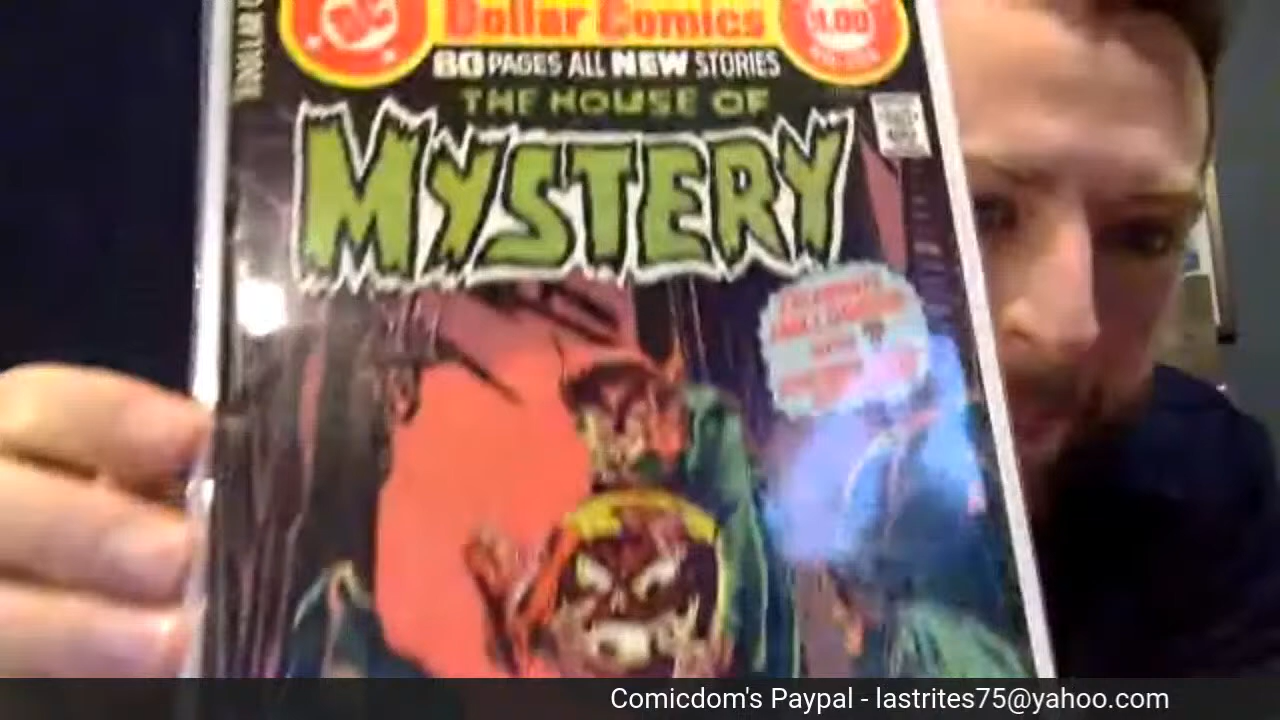 DC
Dollar Comics
$1.00
80 PAGES ALL NEW STORIES
THE HOUSE OF
MYSTERY
Comicdom's Paypal - lastrites75@yahoo.com